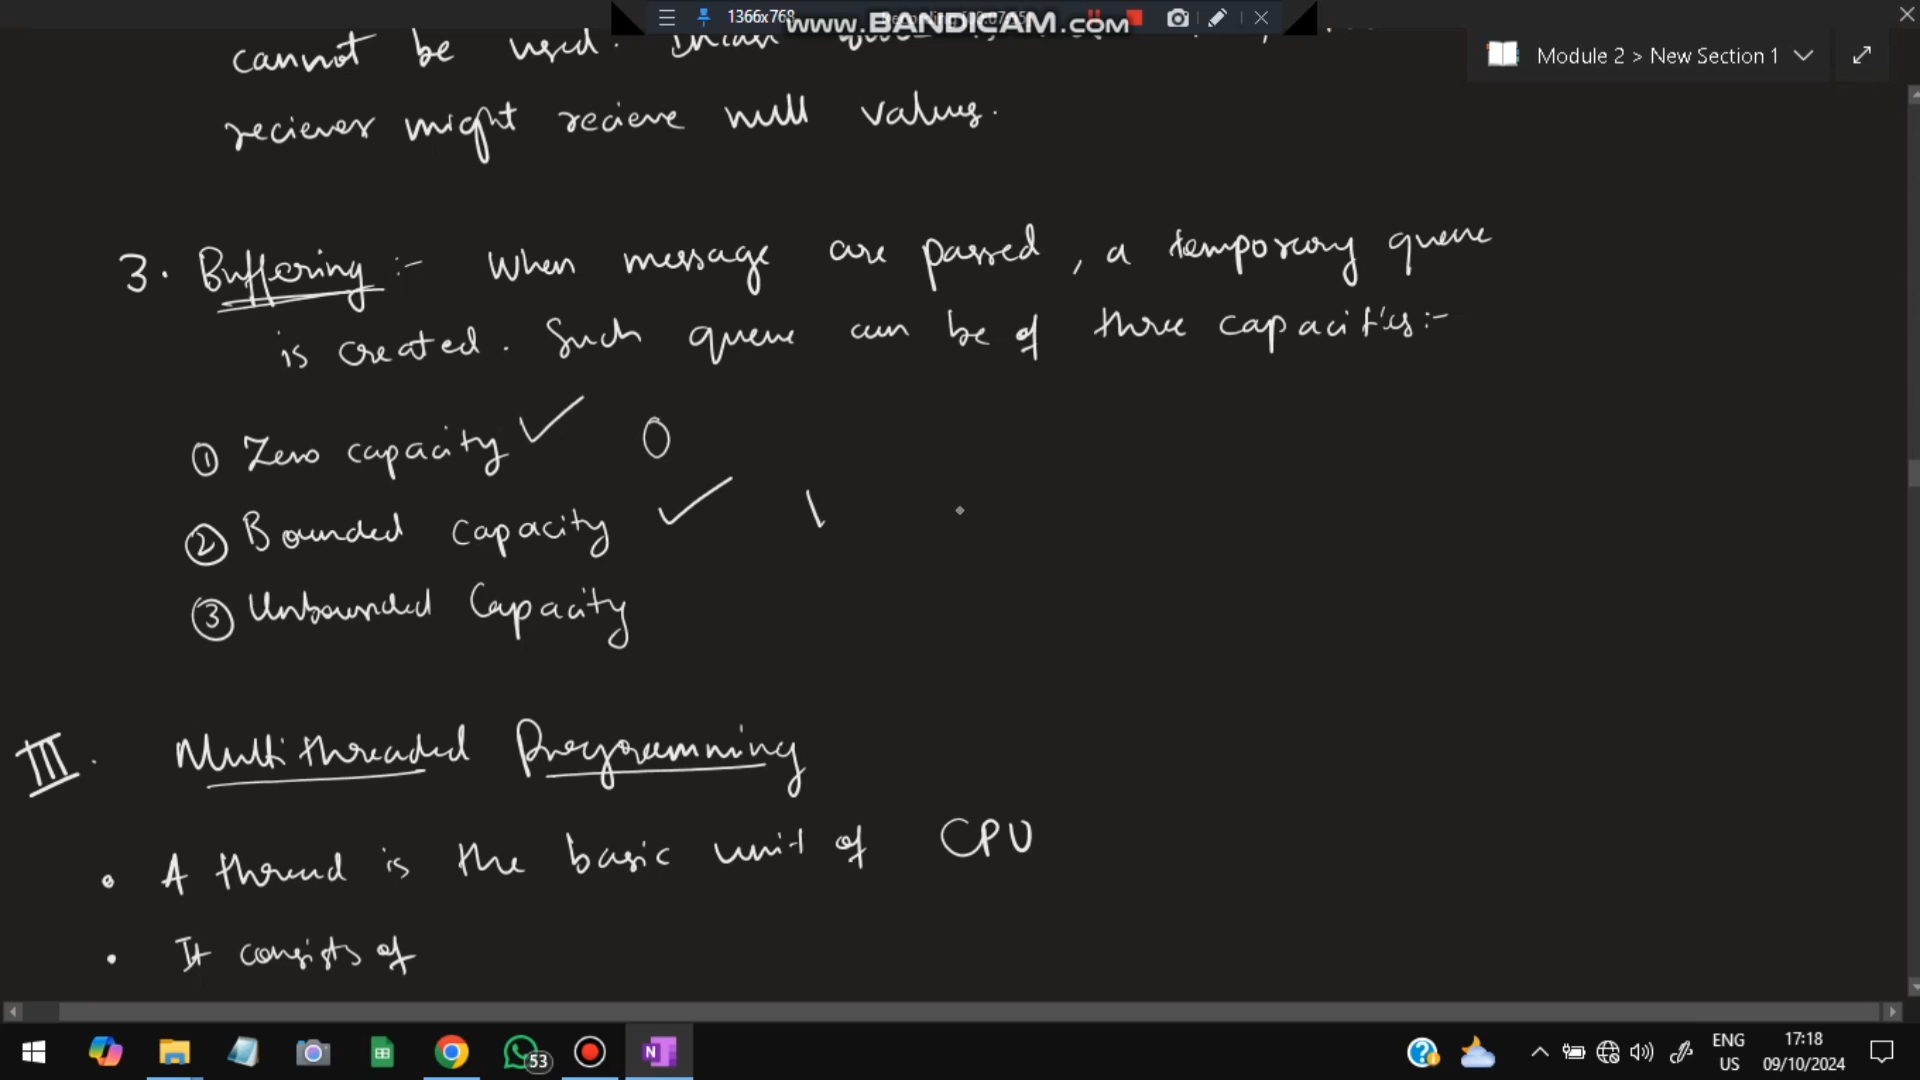 1366x768
www.BANDICAM.com
Module 2 > New Section 1
cannot be used.
reciever might recieve null values.
3. Buffering :- When message are passed, a temporary queue
is created. Such queue can be of three capacities :-
① Zero capacity ✓ 0
② Bounded capacity ✓ \
③ Unbounded Capacity
III. Multithreaded Programming
• A thread is the basic unit of CPU
• It consists of
53
ENG
US
17:18
09/10/2024